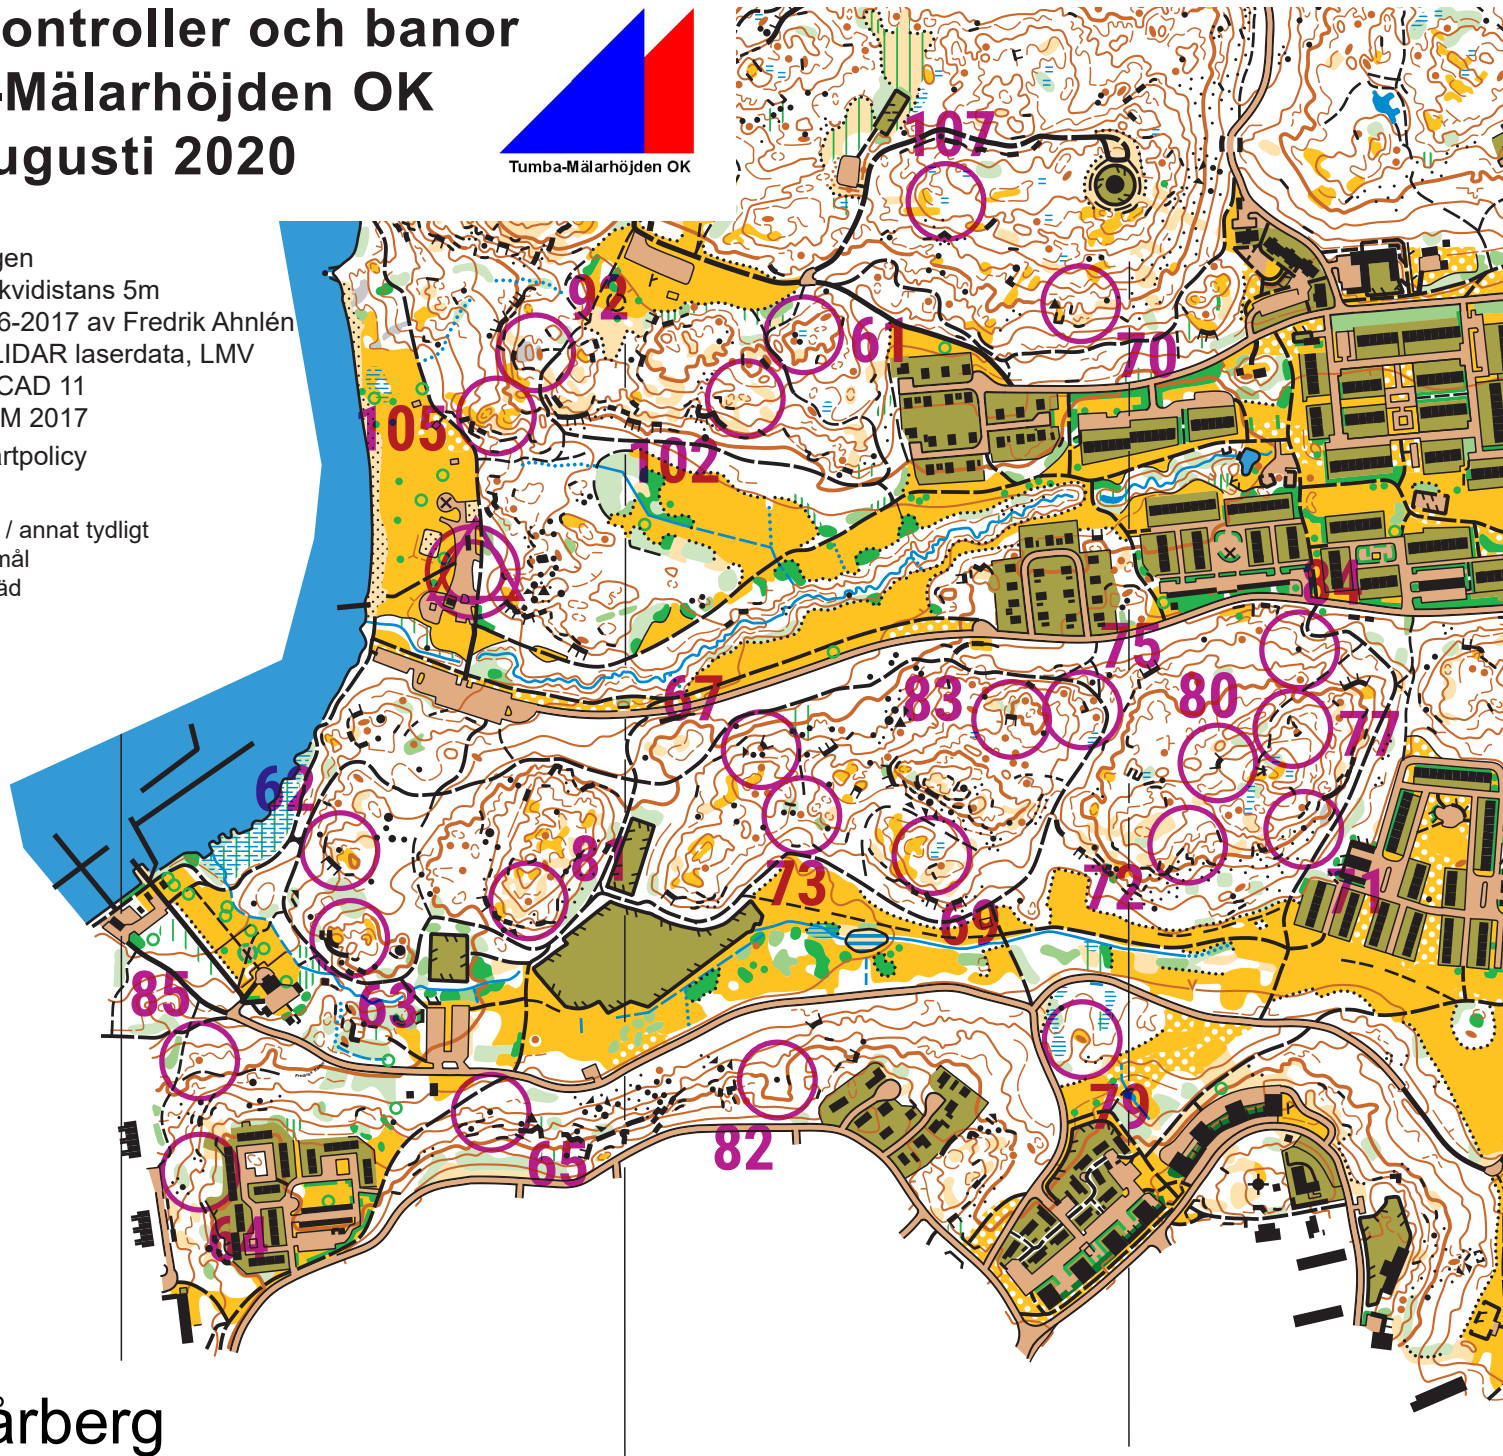 ontroller och banor
-Mälarhöjden OK
ugusti 2020
Tumba-Mälarhöjden OK
gen
kvidistans 5m
6-2017 av Fredrik Ahnlén
LIDAR laserdata, LMV
CAD 11
M 2017
artpolicy
/ annat tydligt
mål
äd
107
92
61
70
105
102
84
75
67
83
80
77
62
81
73
72
71
69
85
63
79
65
82
64
årberg